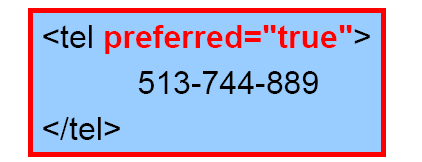 <tel preferred="true">
513-744-889
</tel>